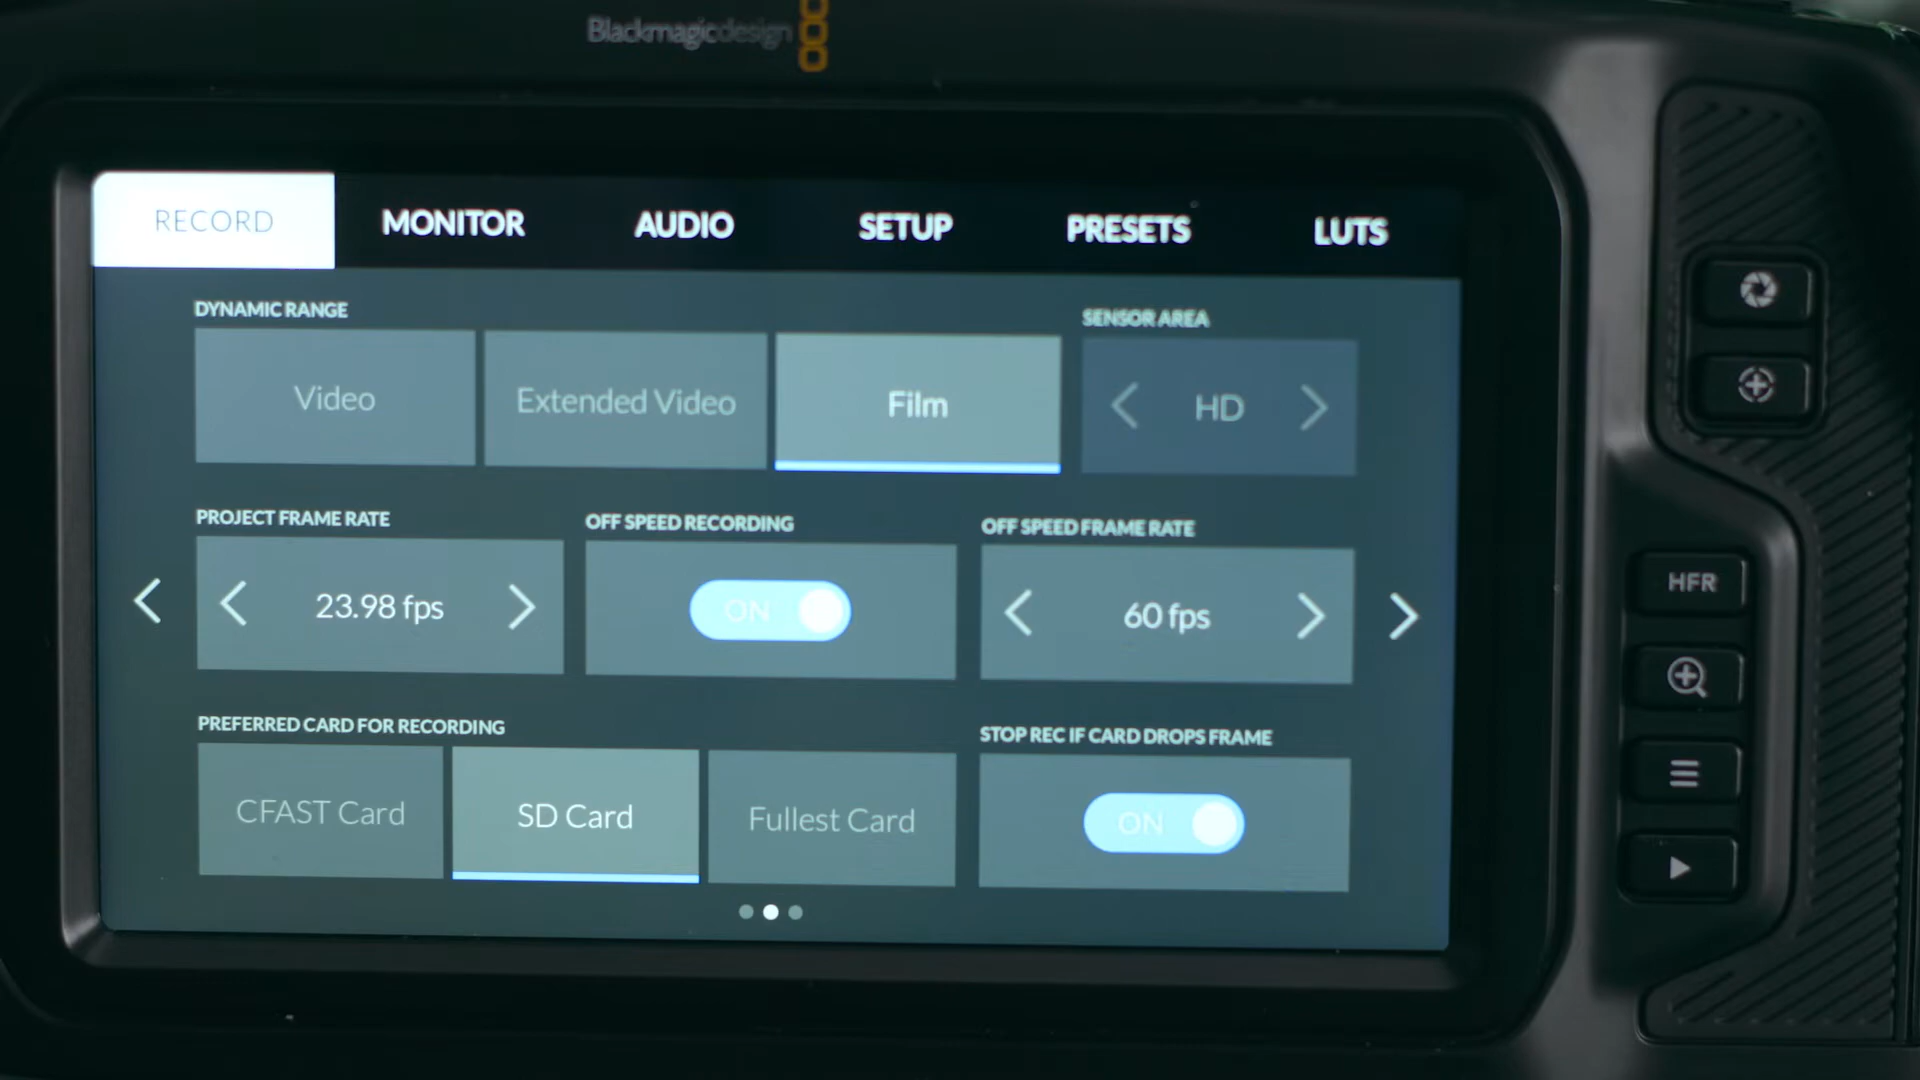 Blackmagicdesign
RECORD MONITOR AUDIO SETUP PRESETS LUTS
DYNAMIC RANGE SENSOR AREA
Video Extended Video Film HD
PROJECT FRAME RATE OFF SPEED RECORDING OFF SPEED FRAME RATE
23.98 fps ON 60 fps
PREFERRED CARD FOR RECORDING STOP REC IF CARD DROPS FRAME
CFAST Card SD Card Fullest Card ON
HFR